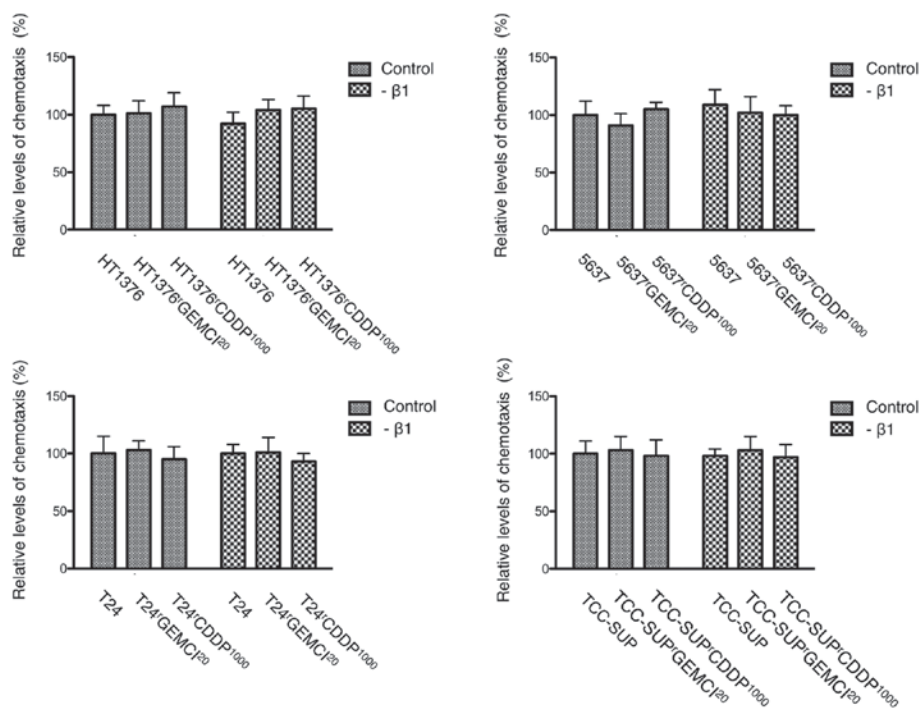 Relative levels of chemotaxis (%)
150
100
50
0
Control
- β1
HT1376
HT1376ʳGEMCI²⁰
HT1376ʳCDDP¹⁰⁰⁰
HT1376
HT1376ʳGEMCI²⁰
HT1376ʳCDDP¹⁰⁰⁰
Relative levels of chemotaxis (%)
150
100
50
0
Control
- β1
5637
5637ʳGEMCI²⁰
5637ʳCDDP¹⁰⁰⁰
5637
5637ʳGEMCI²⁰
5637ʳCDDP¹⁰⁰⁰
Relative levels of chemotaxis (%)
150
100
50
0
Control
- β1
T24
T24ʳGEMCI²⁰
T24ʳCDDP¹⁰⁰⁰
T24
T24ʳGEMCI²⁰
T24ʳCDDP¹⁰⁰⁰
Relative levels of chemotaxis (%)
150
100
50
0
Control
- β1
TCC-SUP
TCC-SUPʳGEMCI²⁰
TCC-SUPʳCDDP¹⁰⁰⁰
TCC-SUP
TCC-SUPʳGEMCI²⁰
TCC-SUPʳCDDP¹⁰⁰⁰